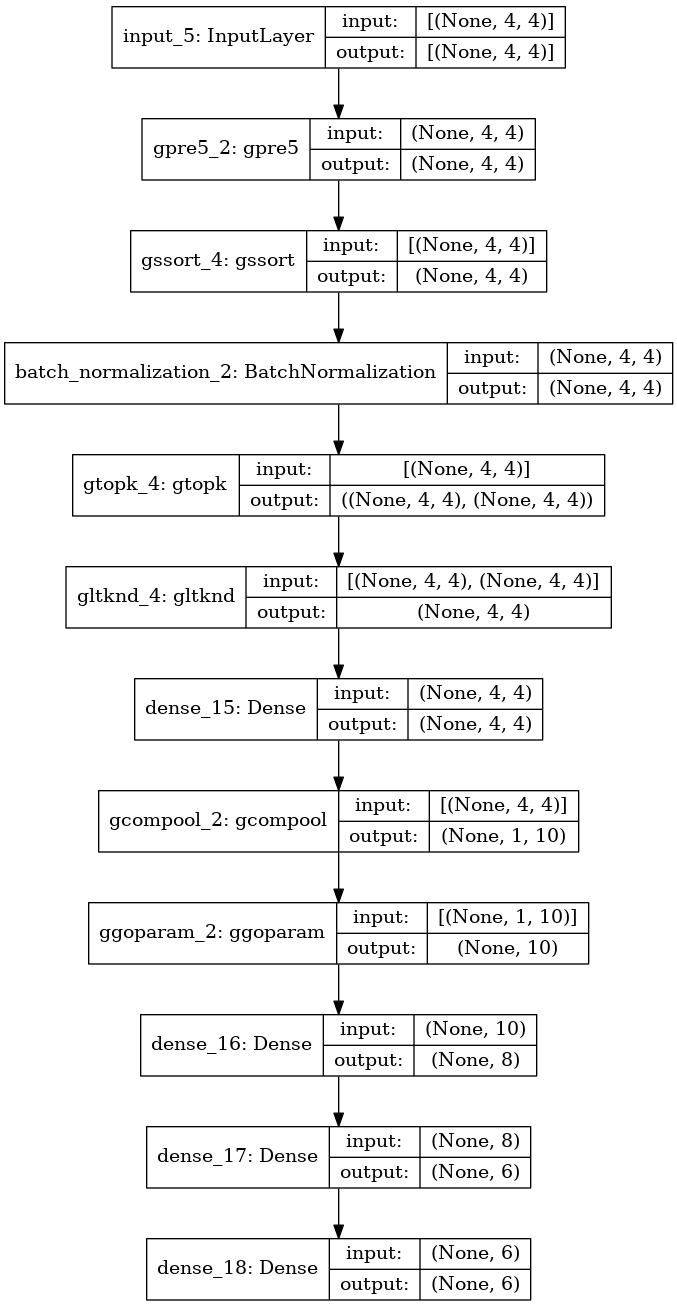 input_5: InputLayer
input: [(None, 4, 4)]
output: [(None, 4, 4)]
gpre5_2: gpre5
input: (None, 4, 4)
output: (None, 4, 4)
gssort_4: gssort
input: [(None, 4, 4)]
output: (None, 4, 4)
batch_normalization_2: BatchNormalization
input: (None, 4, 4)
output: (None, 4, 4)
gtopk_4: gtopk
input: [(None, 4, 4)]
output: ((None, 4, 4), (None, 4, 4))
gltknd_4: gltknd
input: [(None, 4, 4), (None, 4, 4)]
output: (None, 4, 4)
dense_15: Dense
input: (None, 4, 4)
output: (None, 4, 4)
gcompool_2: gcompool
input: [(None, 4, 4)]
output: (None, 1, 10)
ggoparam_2: ggoparam
input: [(None, 1, 10)]
output: (None, 10)
dense_16: Dense
input: (None, 10)
output: (None, 8)
dense_17: Dense
input: (None, 8)
output: (None, 6)
dense_18: Dense
input: (None, 6)
output: (None, 6)